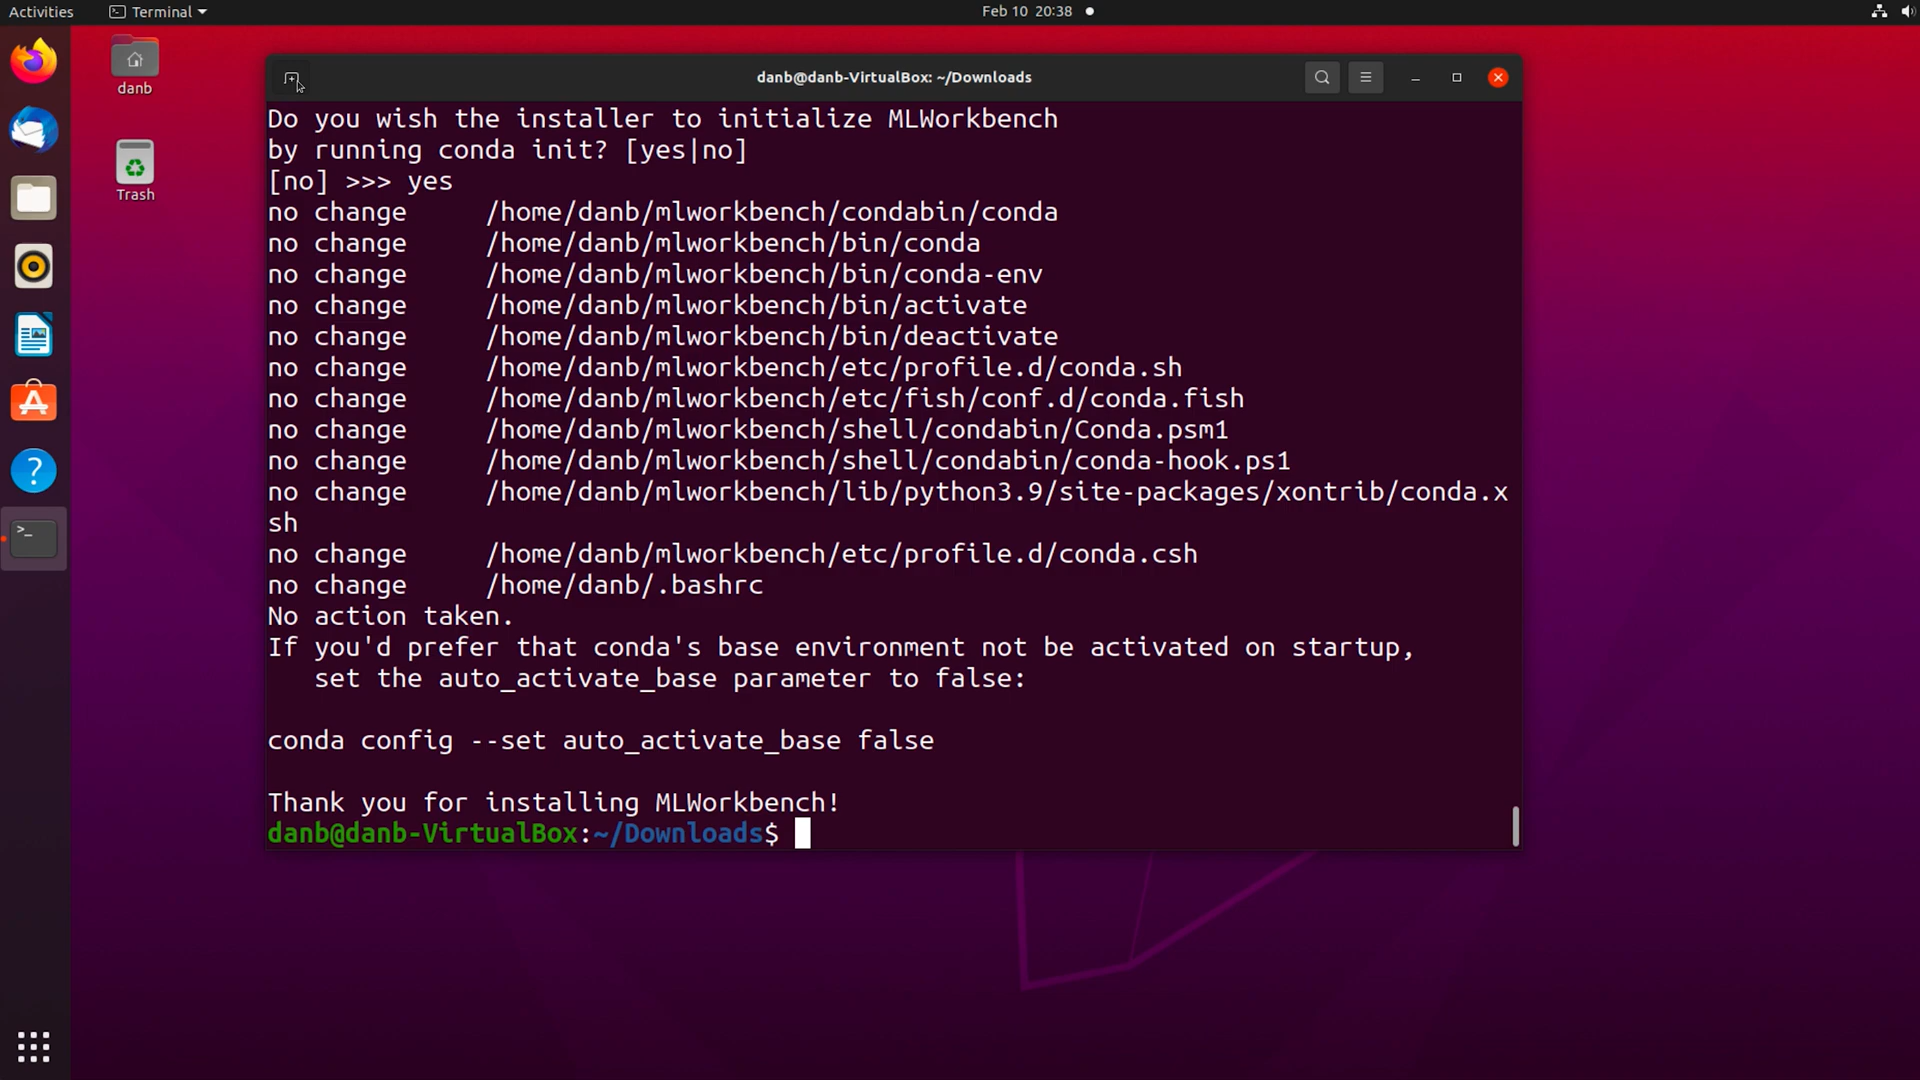 Activities
Terminal
Feb 10 20:38
danb
Trash
danb@danb-VirtualBox: ~/Downloads
Do you wish the installer to initialize MLWorkbench
by running conda init? [yes|no]
[no] >>> yes
no change     /home/danb/mlworkbench/condabin/conda
no change     /home/danb/mlworkbench/bin/conda
no change     /home/danb/mlworkbench/bin/conda-env
no change     /home/danb/mlworkbench/bin/activate
no change     /home/danb/mlworkbench/bin/deactivate
no change     /home/danb/mlworkbench/etc/profile.d/conda.sh
no change     /home/danb/mlworkbench/etc/fish/conf.d/conda.fish
no change     /home/danb/mlworkbench/shell/condabin/Conda.psm1
no change     /home/danb/mlworkbench/shell/condabin/conda-hook.ps1
no change     /home/danb/mlworkbench/lib/python3.9/site-packages/xontrib/conda.x
sh
no change     /home/danb/mlworkbench/etc/profile.d/conda.csh
no change     /home/danb/.bashrc
No action taken.
If you'd prefer that conda's base environment not be activated on startup,
   set the auto_activate_base parameter to false:
conda config --set auto_activate_base false
Thank you for installing MLWorkbench!
danb@danb-VirtualBox:~/Downloads$